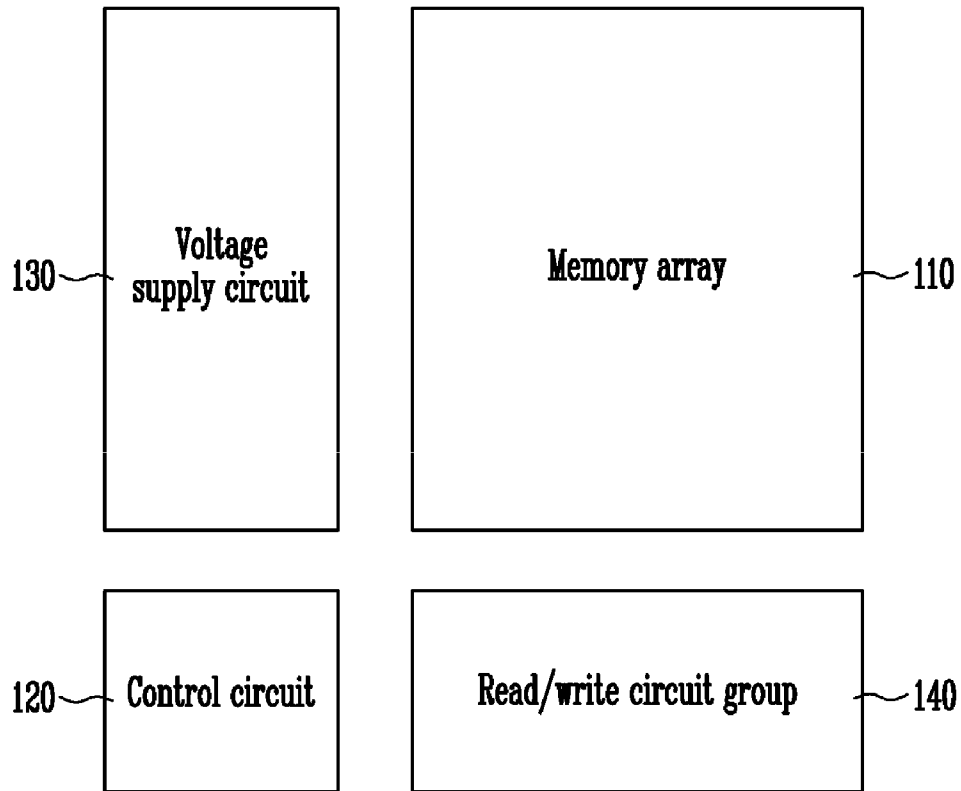 130
Voltage
supply circuit
Memory array
110
120
Control circuit
Read/write circuit group
140